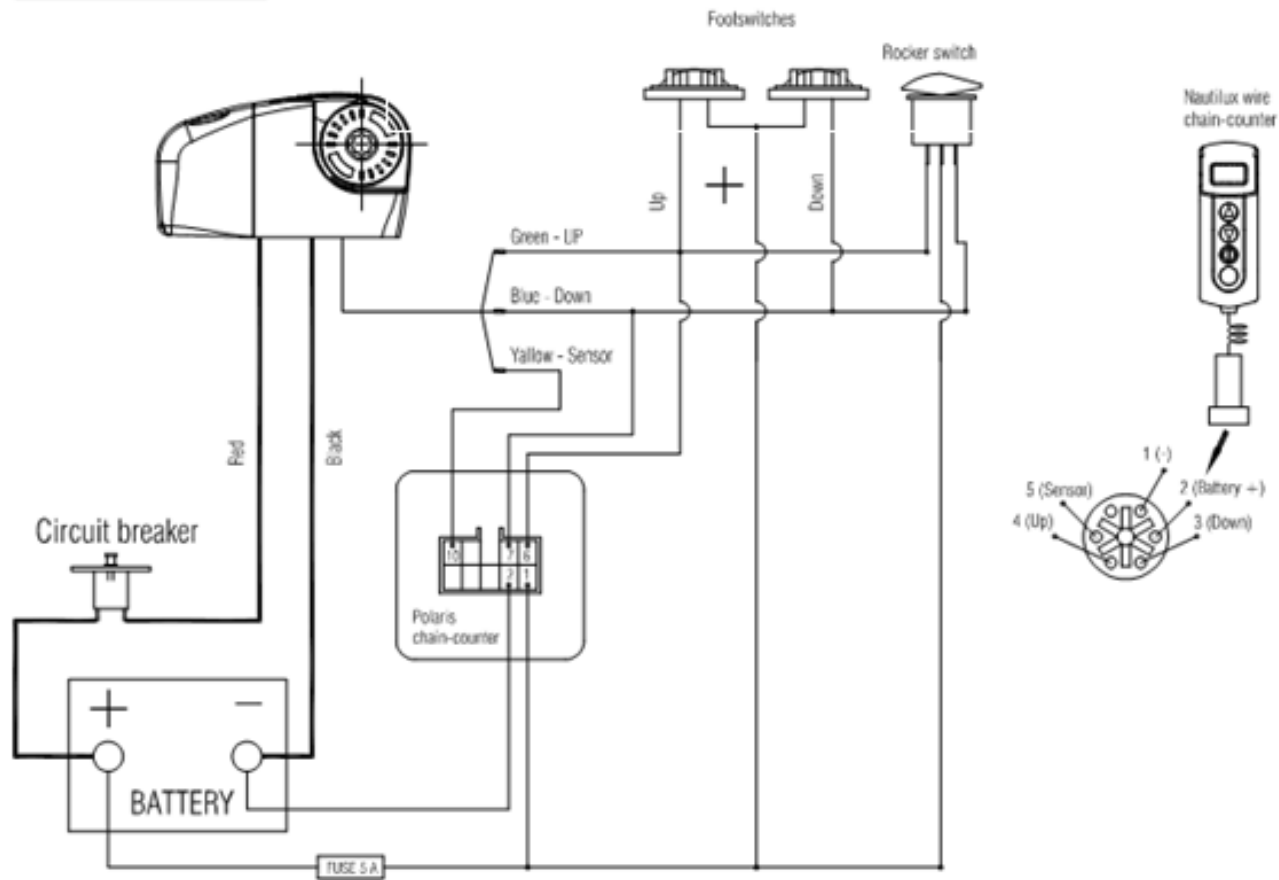 Footswitches
Rocker switch
Nautilux wire
chain-counter
Up
+
Down
Green - UP
Blue - Down
Yallow - Sensor
Red
Black
1 (-)
5 (Sensor)
2 (Battery +)
4 (Up)
3 (Down)
Circuit breaker
10
7
6
2
1
Polaris
chain-counter
+
−
BATTERY
FUSE 5 A